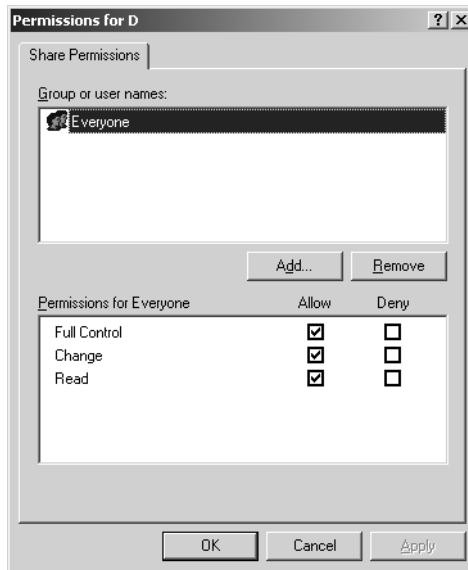 Permissions for D
Share Permissions
Group or user names:
Everyone
Add... Remove
Permissions for Everyone Allow Deny
Full Control
Change
Read
OK Cancel Apply